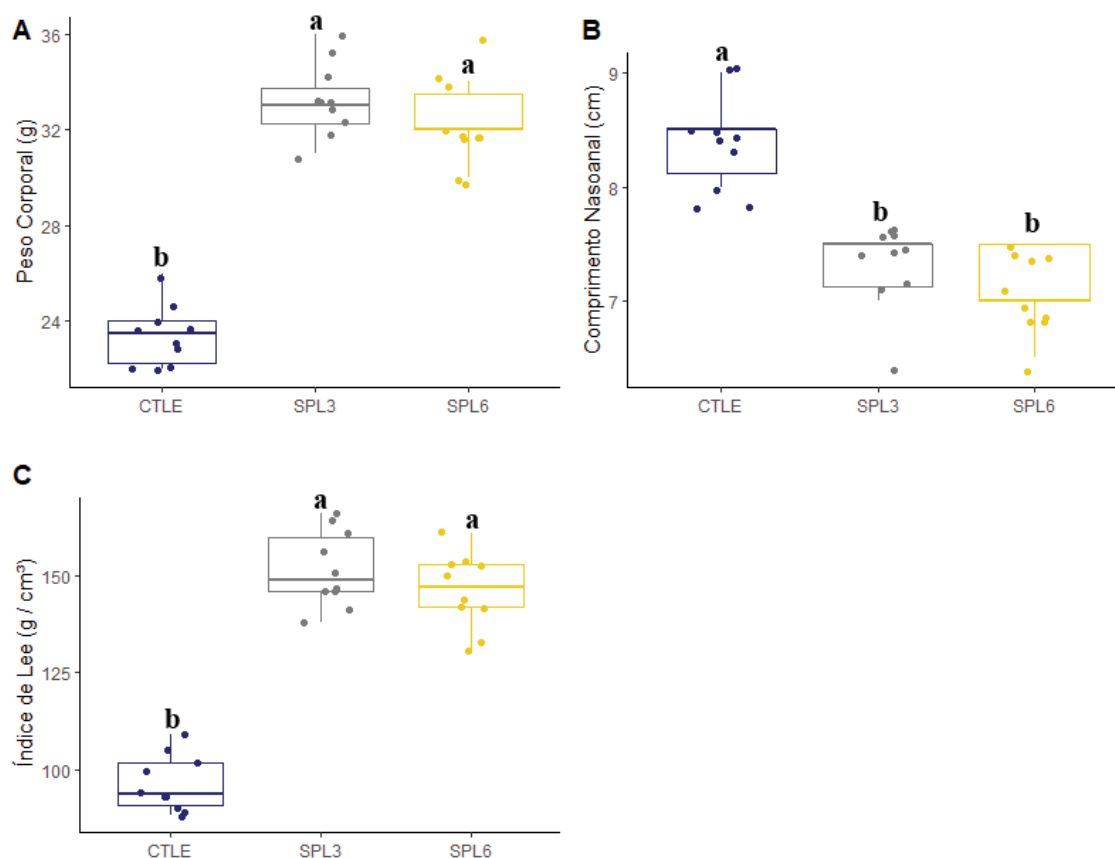 A
Peso Corporal (g)
36
32
28
24
b
a
a
CTLE
SPL3
SPL6
B
Comprimento Nasoanal (cm)
9
8
7
a
b
b
CTLE
SPL3
SPL6
C
Índice de Lee (g / cm³)
150
125
100
b
a
a
CTLE
SPL3
SPL6